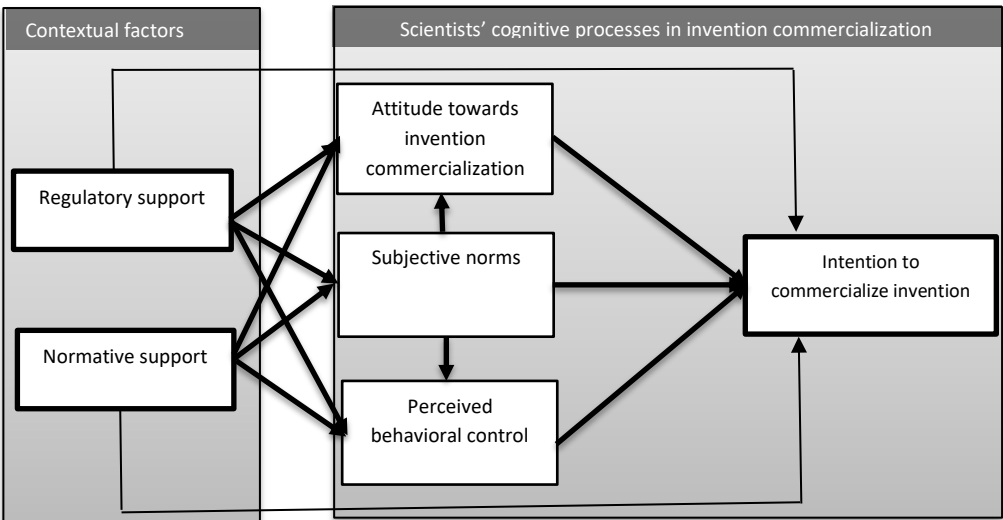 Contextual factors
Scientists’ cognitive processes in invention commercialization
Attitude towards
invention
commercialization
Regulatory support
Subjective norms
Intention to
commercialize invention
Normative support
Perceived
behavioral control